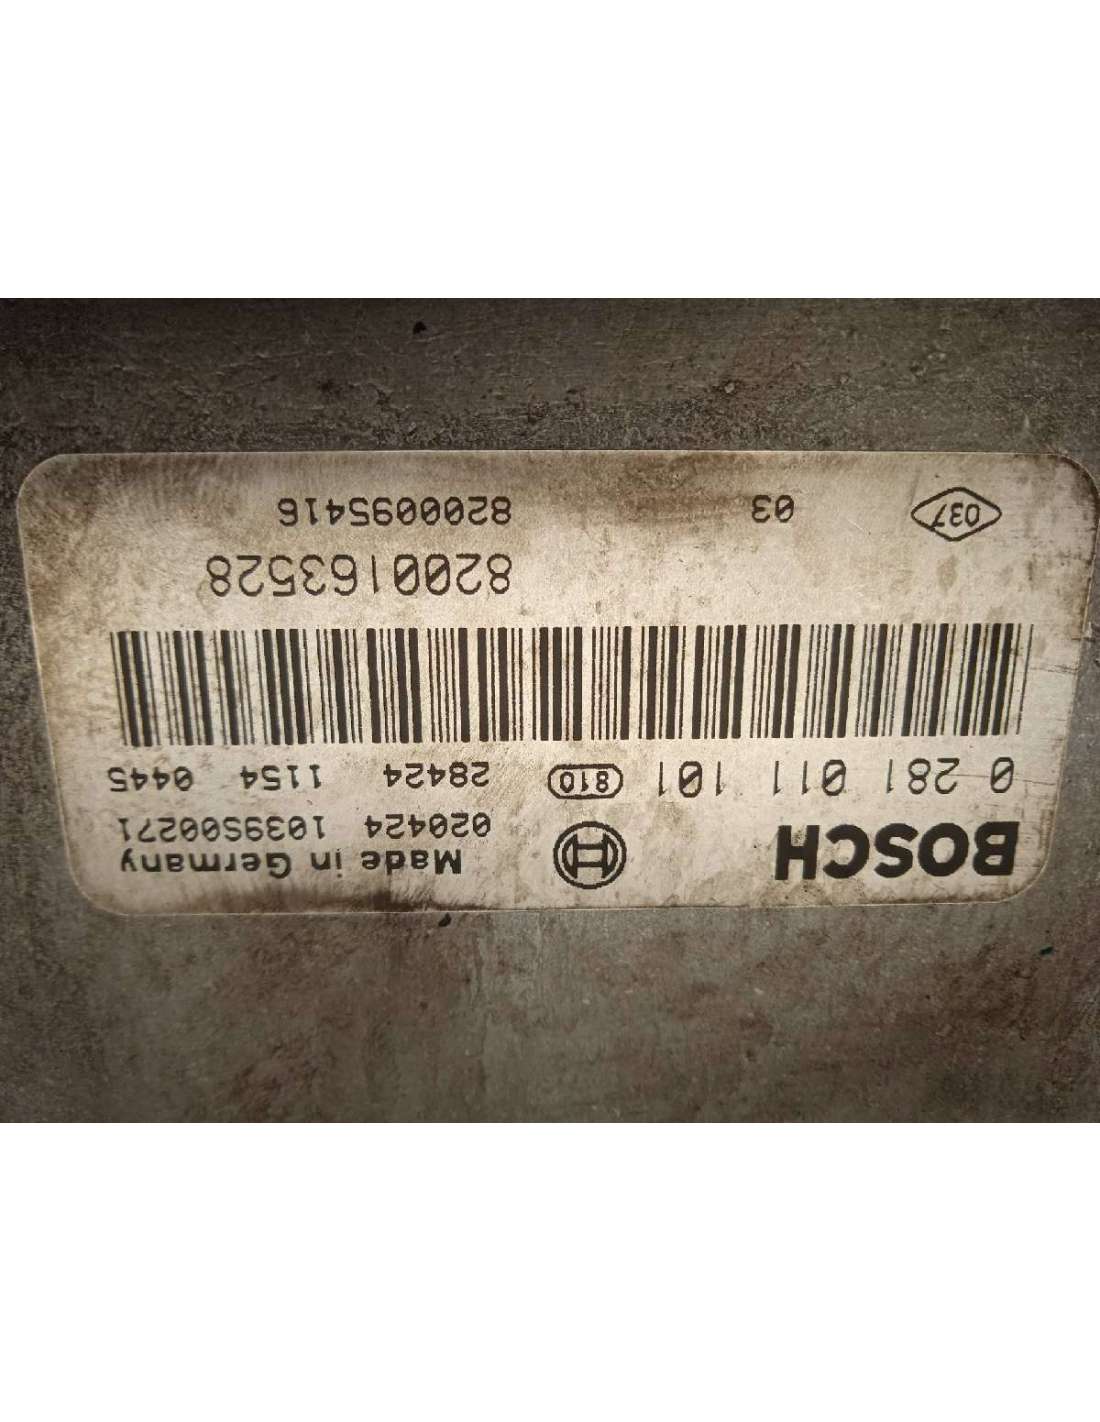 BOSCH Made in Germany
020424 1039S00271
0 281 011 101 810 28424 1154 0445
8200163528
037 03 8200095416